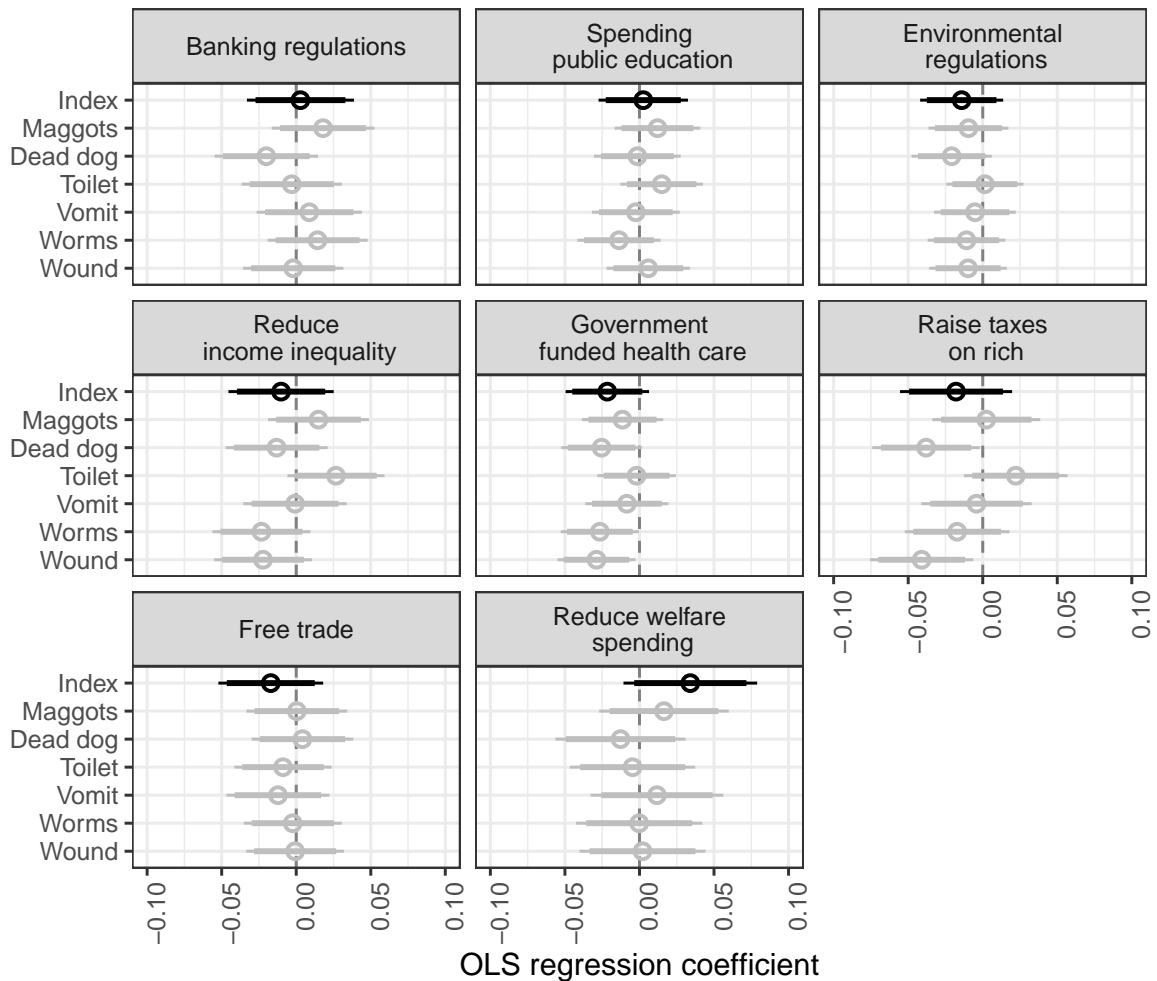 Banking regulations
Spending
public education
Environmental
regulations
Index
Maggots
Dead dog
Toilet
Vomit
Worms
Wound
Reduce
income inequality
Government
funded health care
Raise taxes
on rich
Index
Maggots
Dead dog
Toilet
Vomit
Worms
Wound
−0.10
−0.05
0.00
0.05
0.10
Free trade
Reduce welfare
spending
Index
Maggots
Dead dog
Toilet
Vomit
Worms
Wound
−0.10
−0.05
0.00
0.05
0.10
−0.10
−0.05
0.00
0.05
0.10
OLS regression coefficient